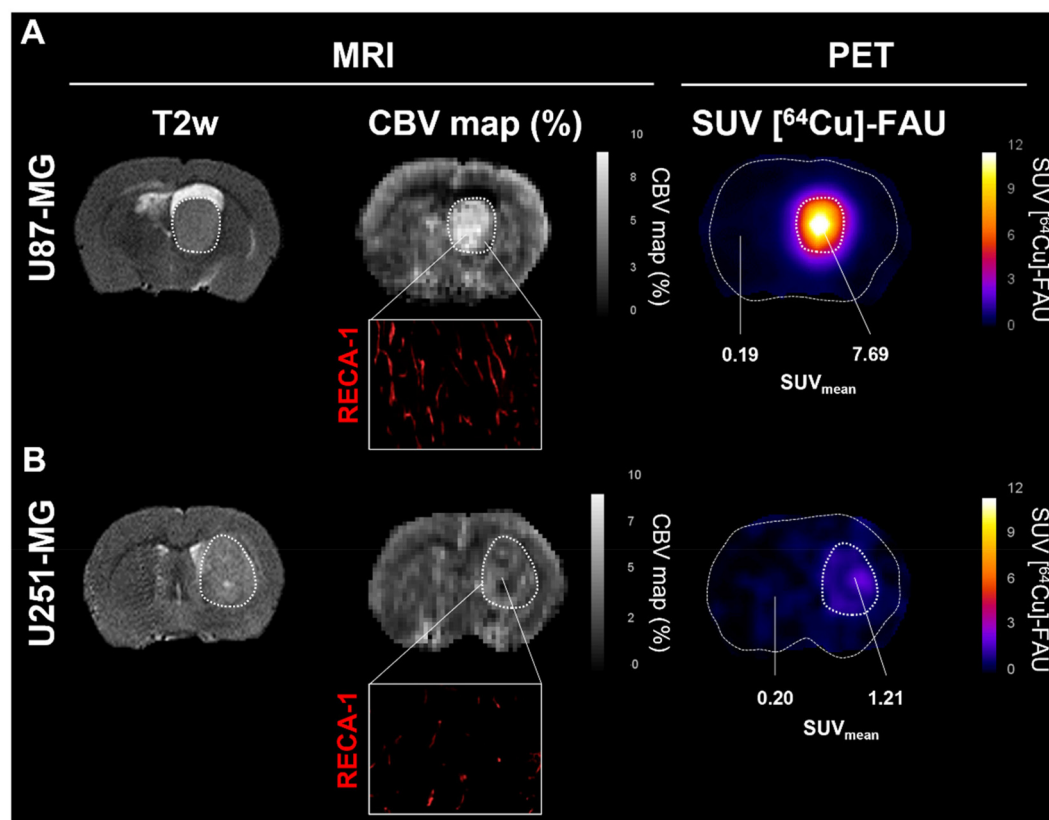 A
MRI
PET
T2w
CBV map (%)
SUV [⁶⁴Cu]-FAU
U87-MG
10
8
5
3
0
CBV map (%)
12
9
6
3
0
SUV [⁶⁴Cu]-FAU
RECA-1
0.19
7.69
SUVmean
B
U251-MG
10
7
5
2
0
CBV map (%)
12
9
6
3
0
SUV [⁶⁴Cu]-FAU
RECA-1
0.20
1.21
SUVmean